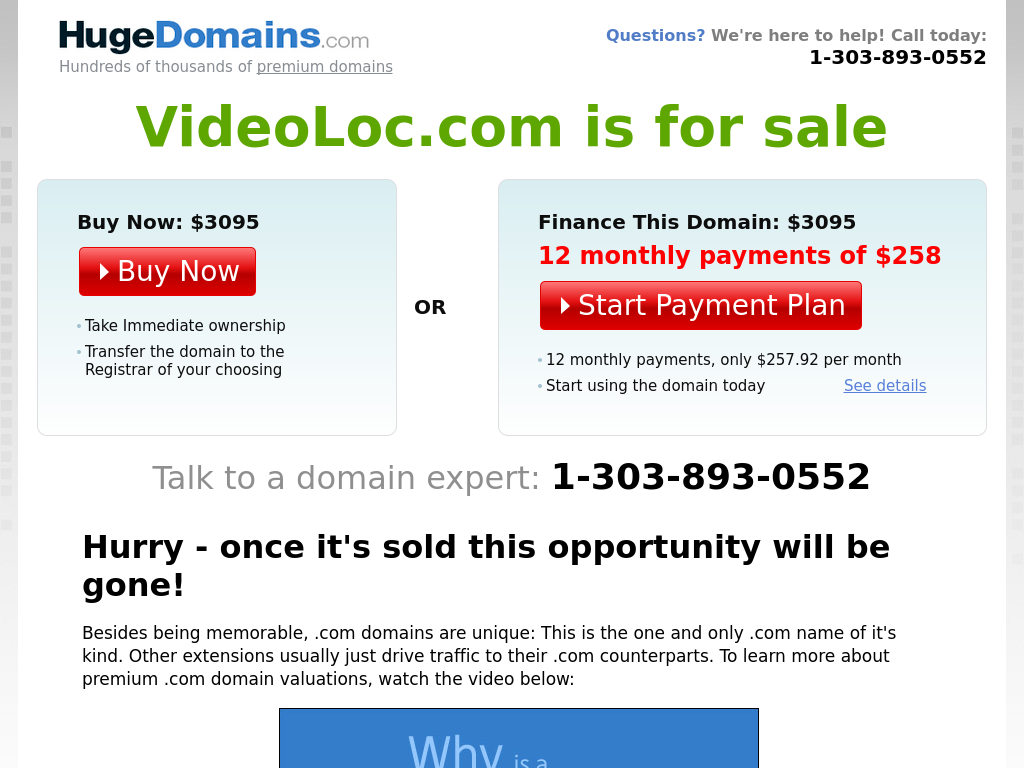 HugeDomains.com
Hundreds of thousands of premium domains
Questions? We're here to help! Call today:
1-303-893-0552
VideoLoc.com is for sale
Buy Now: $3095
Buy Now
Take Immediate ownership
Transfer the domain to the
Registrar of your choosing
OR
Finance This Domain: $3095
12 monthly payments of $258
Start Payment Plan
12 monthly payments, only $257.92 per month
Start using the domain today
See details
Talk to a domain expert: 1-303-893-0552
Hurry - once it's sold this opportunity will be
gone!
Besides being memorable, .com domains are unique: This is the one and only .com name of it's
kind. Other extensions usually just drive traffic to their .com counterparts. To learn more about
premium .com domain valuations, watch the video below:
Why is a